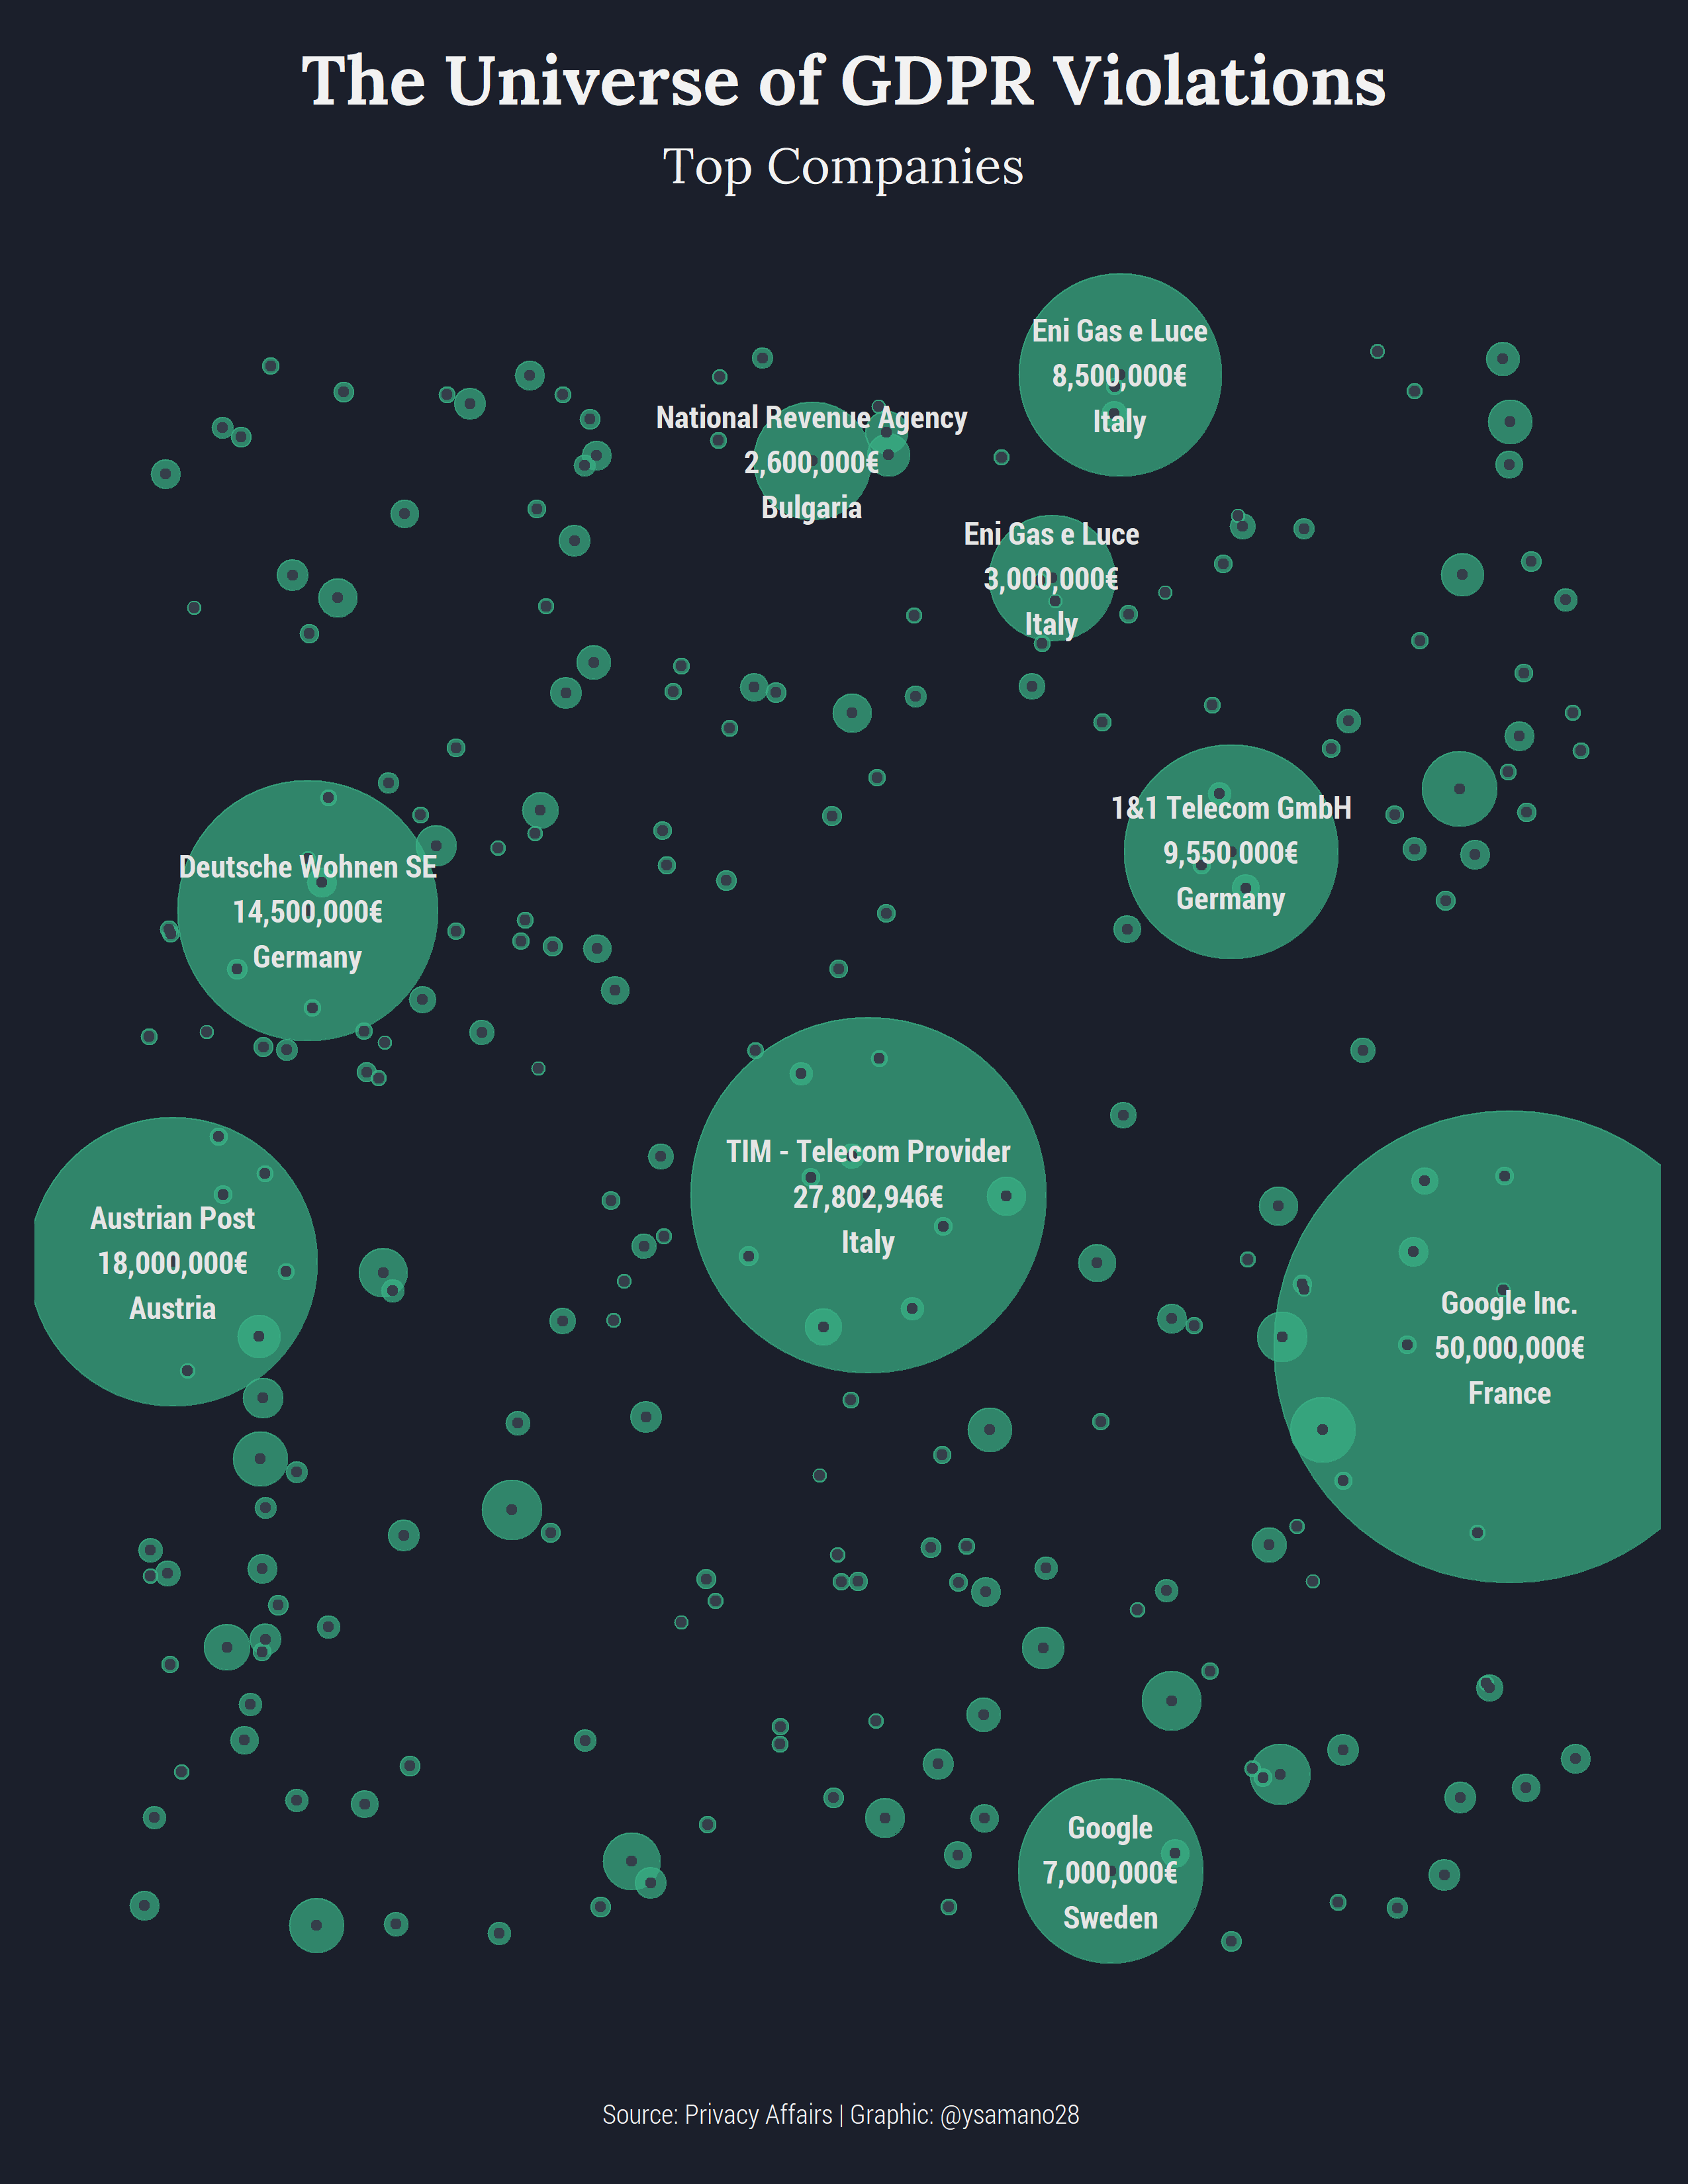 The Universe of GDPR Violations
Top Companies
Eni Gas e Luce
8,500,000€
Italy
National Revenue Agency
2,600,000€
Bulgaria
Eni Gas e Luce
3,000,000€
Italy
1&1 Telecom GmbH
9,550,000€
Germany
Deutsche Wohnen SE
14,500,000€
Germany
TIM - Telecom Provider
27,802,946€
Italy
Austrian Post
18,000,000€
Austria
Google Inc.
50,000,000€
France
Google
7,000,000€
Sweden
Source: Privacy Affairs | Graphic: @ysamano28